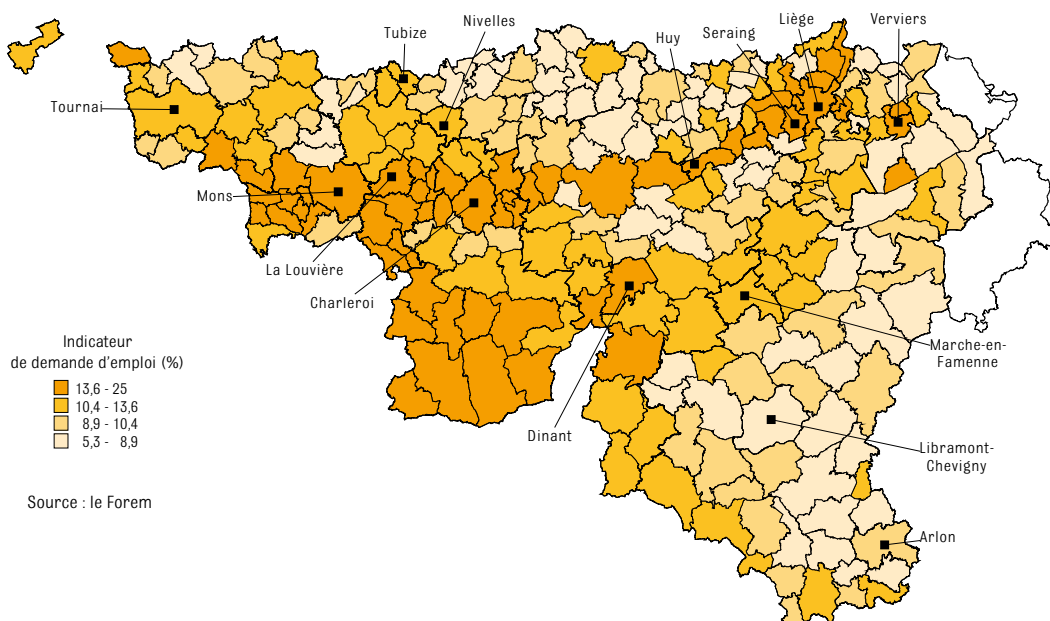 Nivelles
Liège
Verviers
Tubize
Huy
Seraing
Tournai
Mons
La Louvière
Charleroi
Indicateur
de demande d'emploi (%)
13,6 - 25
10,4 - 13,6
8,9 - 10,4
5,3 - 8,9
Marche-en-
Famenne
Dinant
Libramont-
Chevigny
Source : le Forem
Arlon